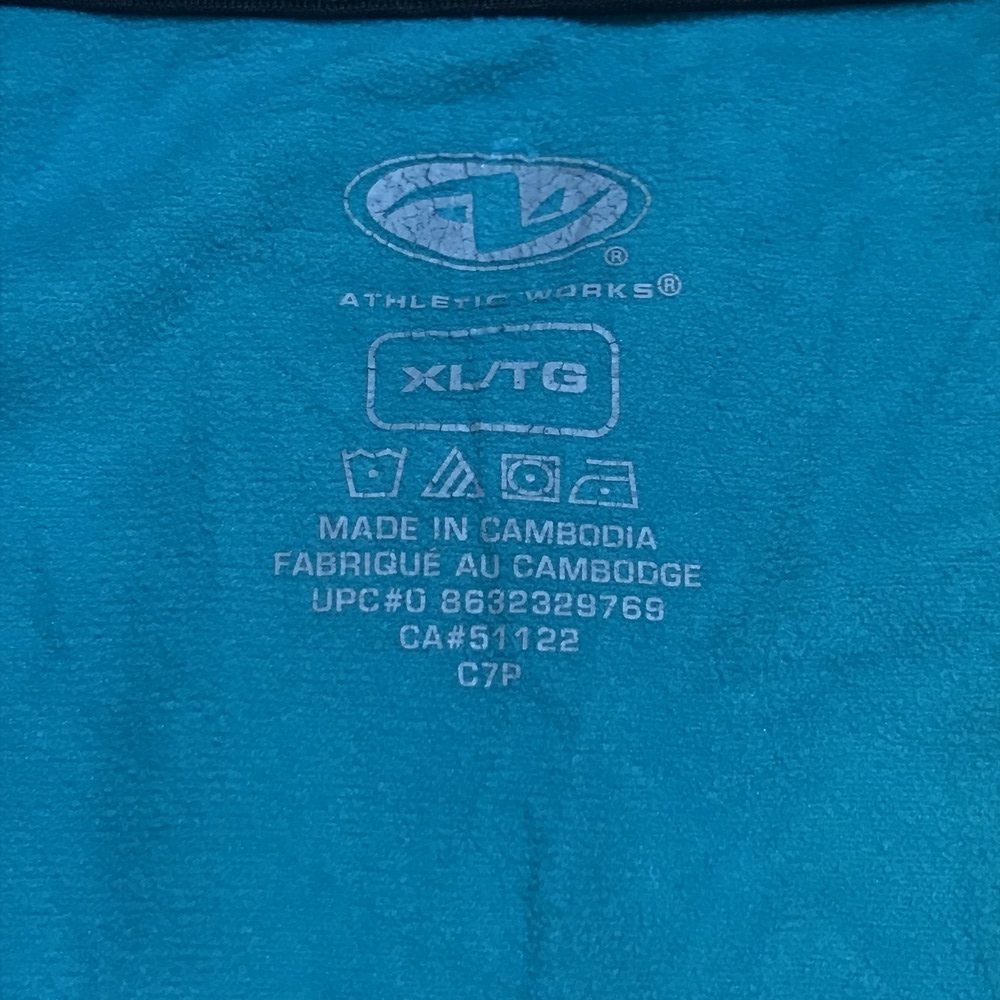 ®
ATHLETIC WORKS®
XL/TG
MADE IN CAMBODIA
FABRIQUÉ AU CAMBODGE
UPC#0 8632329769
CA#51122
C7P